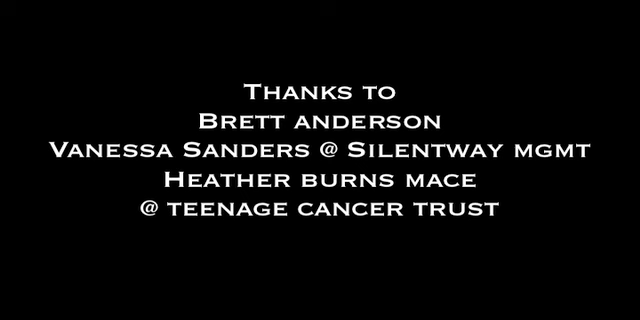 Thanks to
Brett anderson
Vanessa Sanders @ Silentway mgmt
Heather burns mace
@ teenage cancer trust